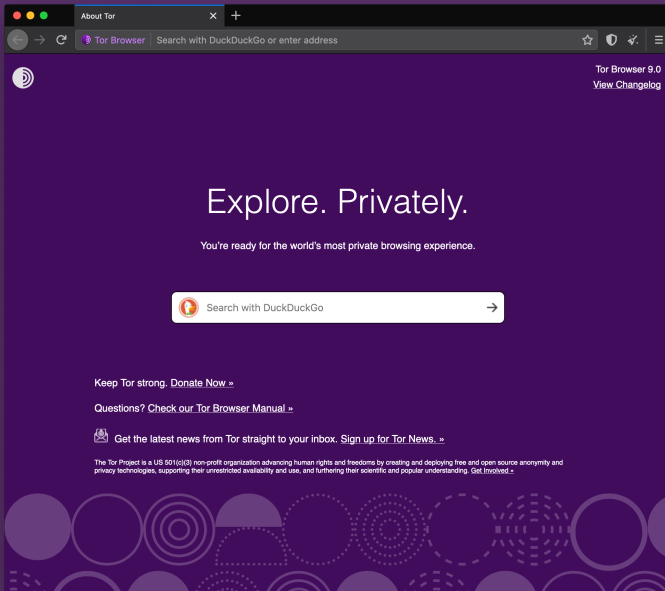 About Tor
Tor Browser Search with DuckDuckGo or enter address
Tor Browser 9.0
View Changelog
Explore. Privately.
You're ready for the world's most private browsing experience.
Search with DuckDuckGo
Keep Tor strong. Donate Now »
Questions? Check our Tor Browser Manual »
Get the latest news from Tor straight to your inbox. Sign up for Tor News. »
The Tor Project is a US 501(c)(3) non-profit organization advancing human rights and freedoms by creating and deploying free and open source anonymity and
privacy technologies, supporting their unrestricted availability and use, and furthering their scientific and popular understanding. Get Involved »